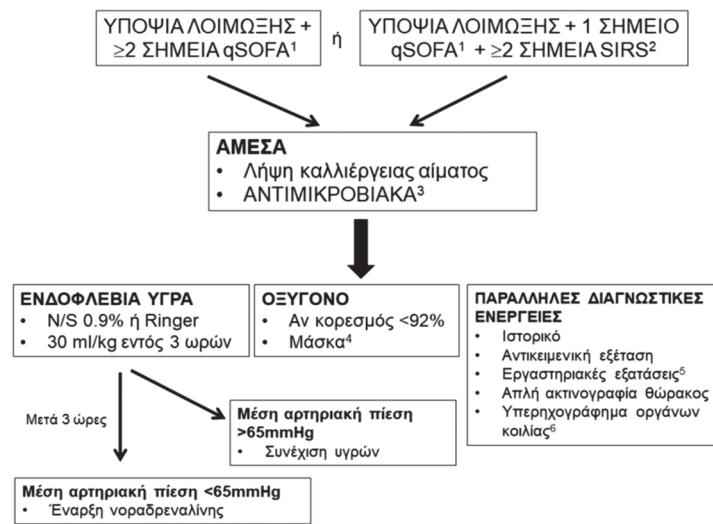 ΥΠΟΨΙΑ ΛΟΙΜΩΞΗΣ +
≥2 ΣΗΜΕΙΑ qSOFA¹
ή
ΥΠΟΨΙΑ ΛΟΙΜΩΞΗΣ + 1 ΣΗΜΕΙΟ
qSOFA¹ + ≥2 ΣΗΜΕΙΑ SIRS²
ΑΜΕΣΑ
• Λήψη καλλιέργειας αίματος
• ΑΝΤΙΜΙΚΡΟΒΙΑΚΑ³
ΕΝΔΟΦΛΕΒΙΑ ΥΓΡΑ
• N/S 0.9% ή Ringer
• 30 ml/kg εντός 3 ωρών
ΟΞΥΓΟΝΟ
• Αν κορεσμός <92%
• Μάσκα⁴
ΠΑΡΑΛΛΗΛΕΣ ΔΙΑΓΝΩΣΤΙΚΕΣ
ΕΝΕΡΓΕΙΕΣ
• Ιστορικό
• Αντικειμενική εξέταση
• Εργαστηριακές εξατάσεις⁵
• Απλή ακτινογραφία θώρακος
• Υπερηχογράφημα οργάνων
κοιλίας⁶
Μετά 3 ώρες
Μέση αρτηριακή πίεση
>65mmHg
• Συνέχιση υγρών
Μέση αρτηριακή πίεση <65mmHg
• Έναρξη νοραδρεναλίνης